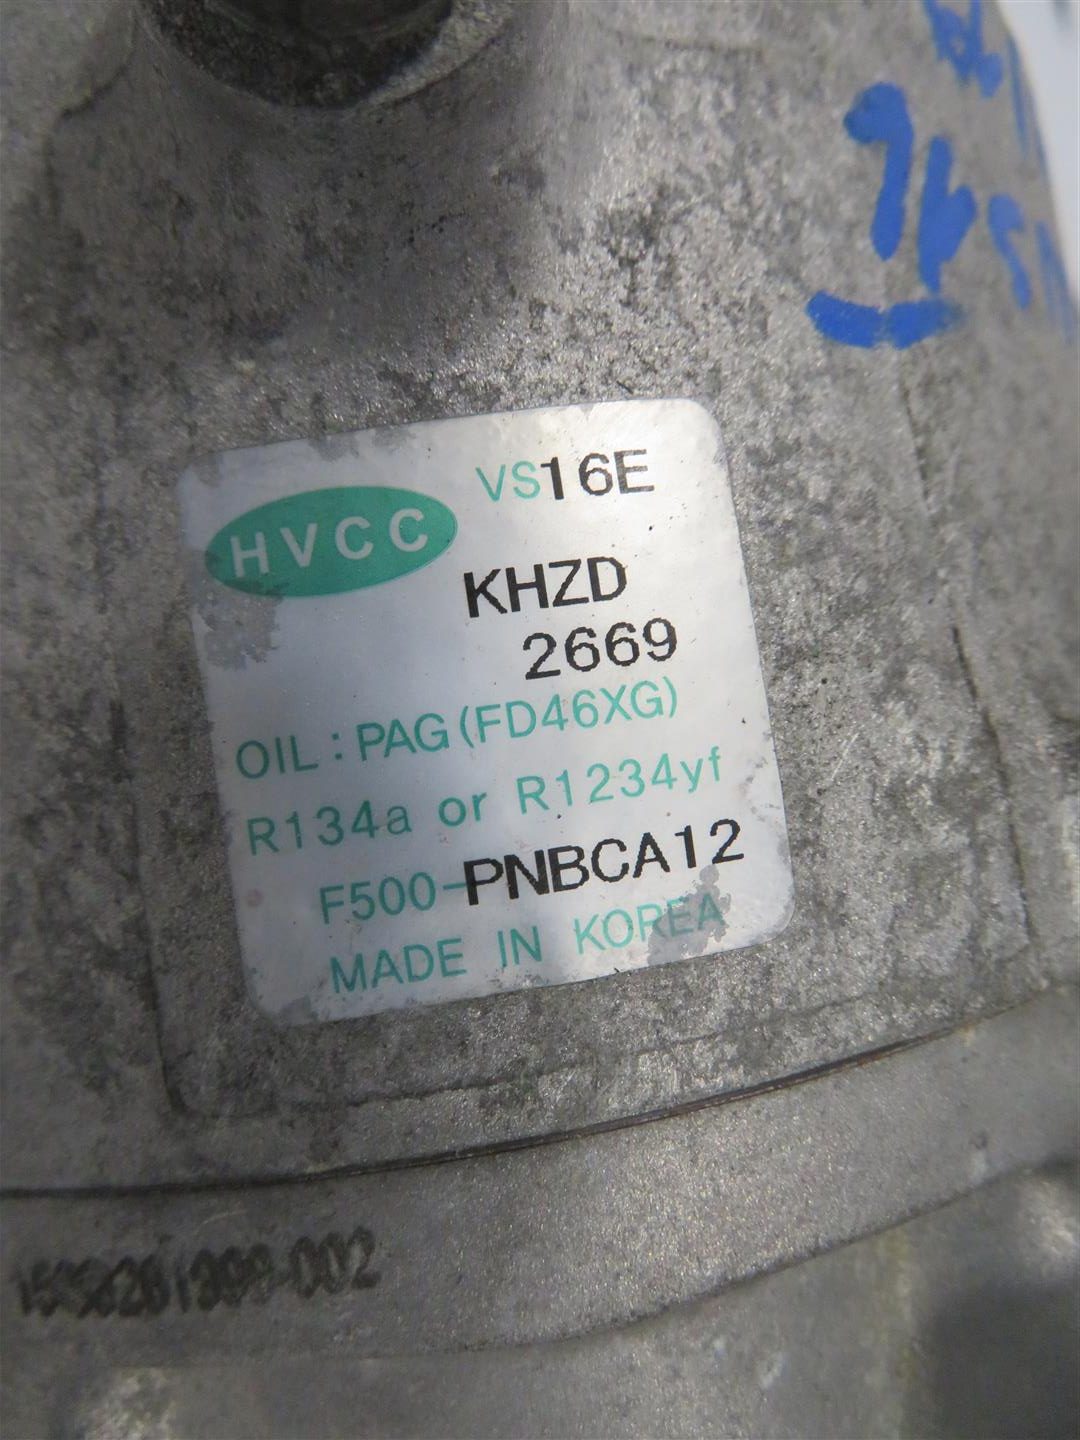 VS16E
HVCC
KHZD
2669
OIL : PAG (FD46XG)
R134a or R1234yf
F500-PNBCA12
MADE IN KOREA